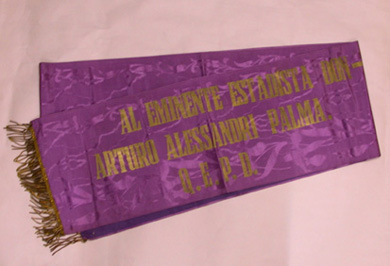 AL EMINENTE ESTADISTA DON-
ARTURO ALESSANDRI PALMA.
Q.E.P.D.